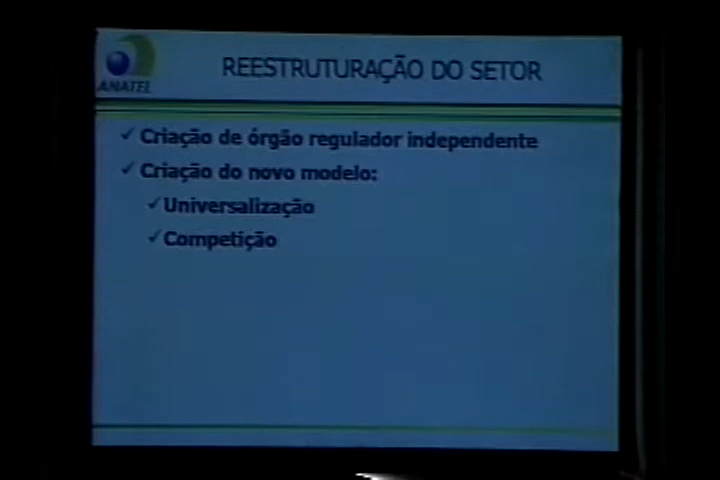 ANATEL
REESTRUTURAÇÃO DO SETOR
✓ Criação de órgão regulador independente
✓ Criação do novo modelo:
✓ Universalização
✓ Competição